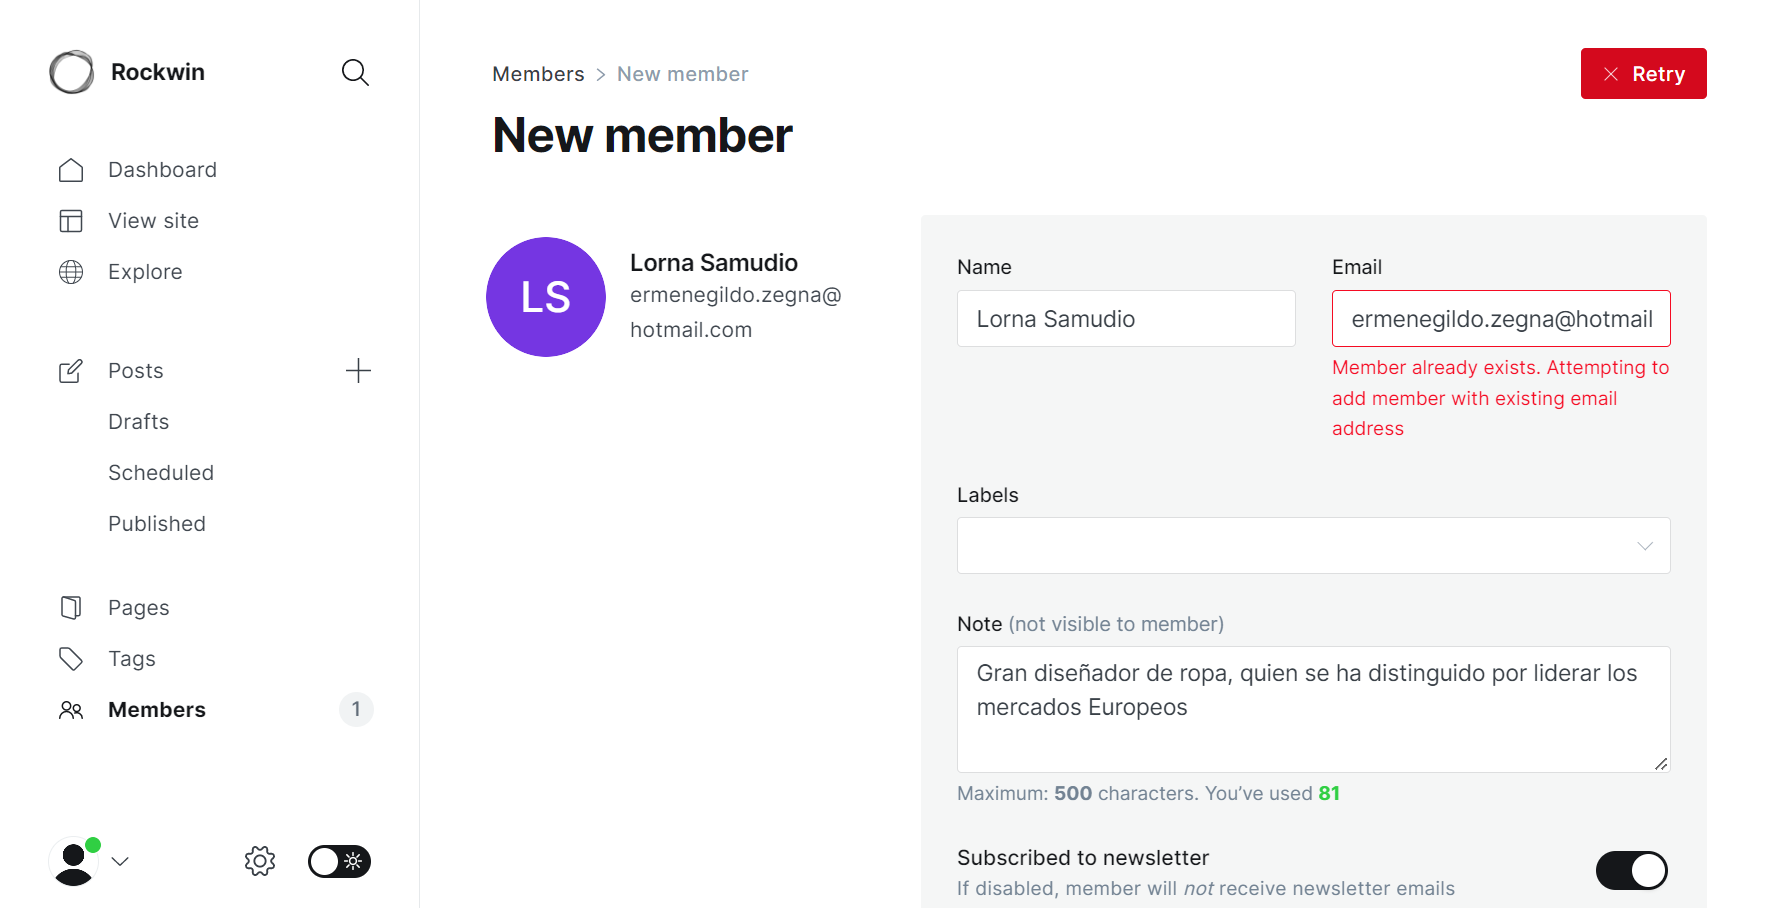 Rockwin
Dashboard
View site
Explore
Posts
Drafts
Scheduled
Published
Pages
Tags
Members 1
Members > New member
Retry
New member
LS
Lorna Samudio
ermenegildo.zegna@
hotmail.com
Name
Lorna Samudio
Email
ermenegildo.zegna@hotmail
Member already exists. Attempting to
add member with existing email
address
Labels
Note (not visible to member)
Gran diseñador de ropa, quien se ha distinguido por liderar los
mercados Europeos
Maximum: 500 characters. You’ve used 81
Subscribed to newsletter
If disabled, member will not receive newsletter emails